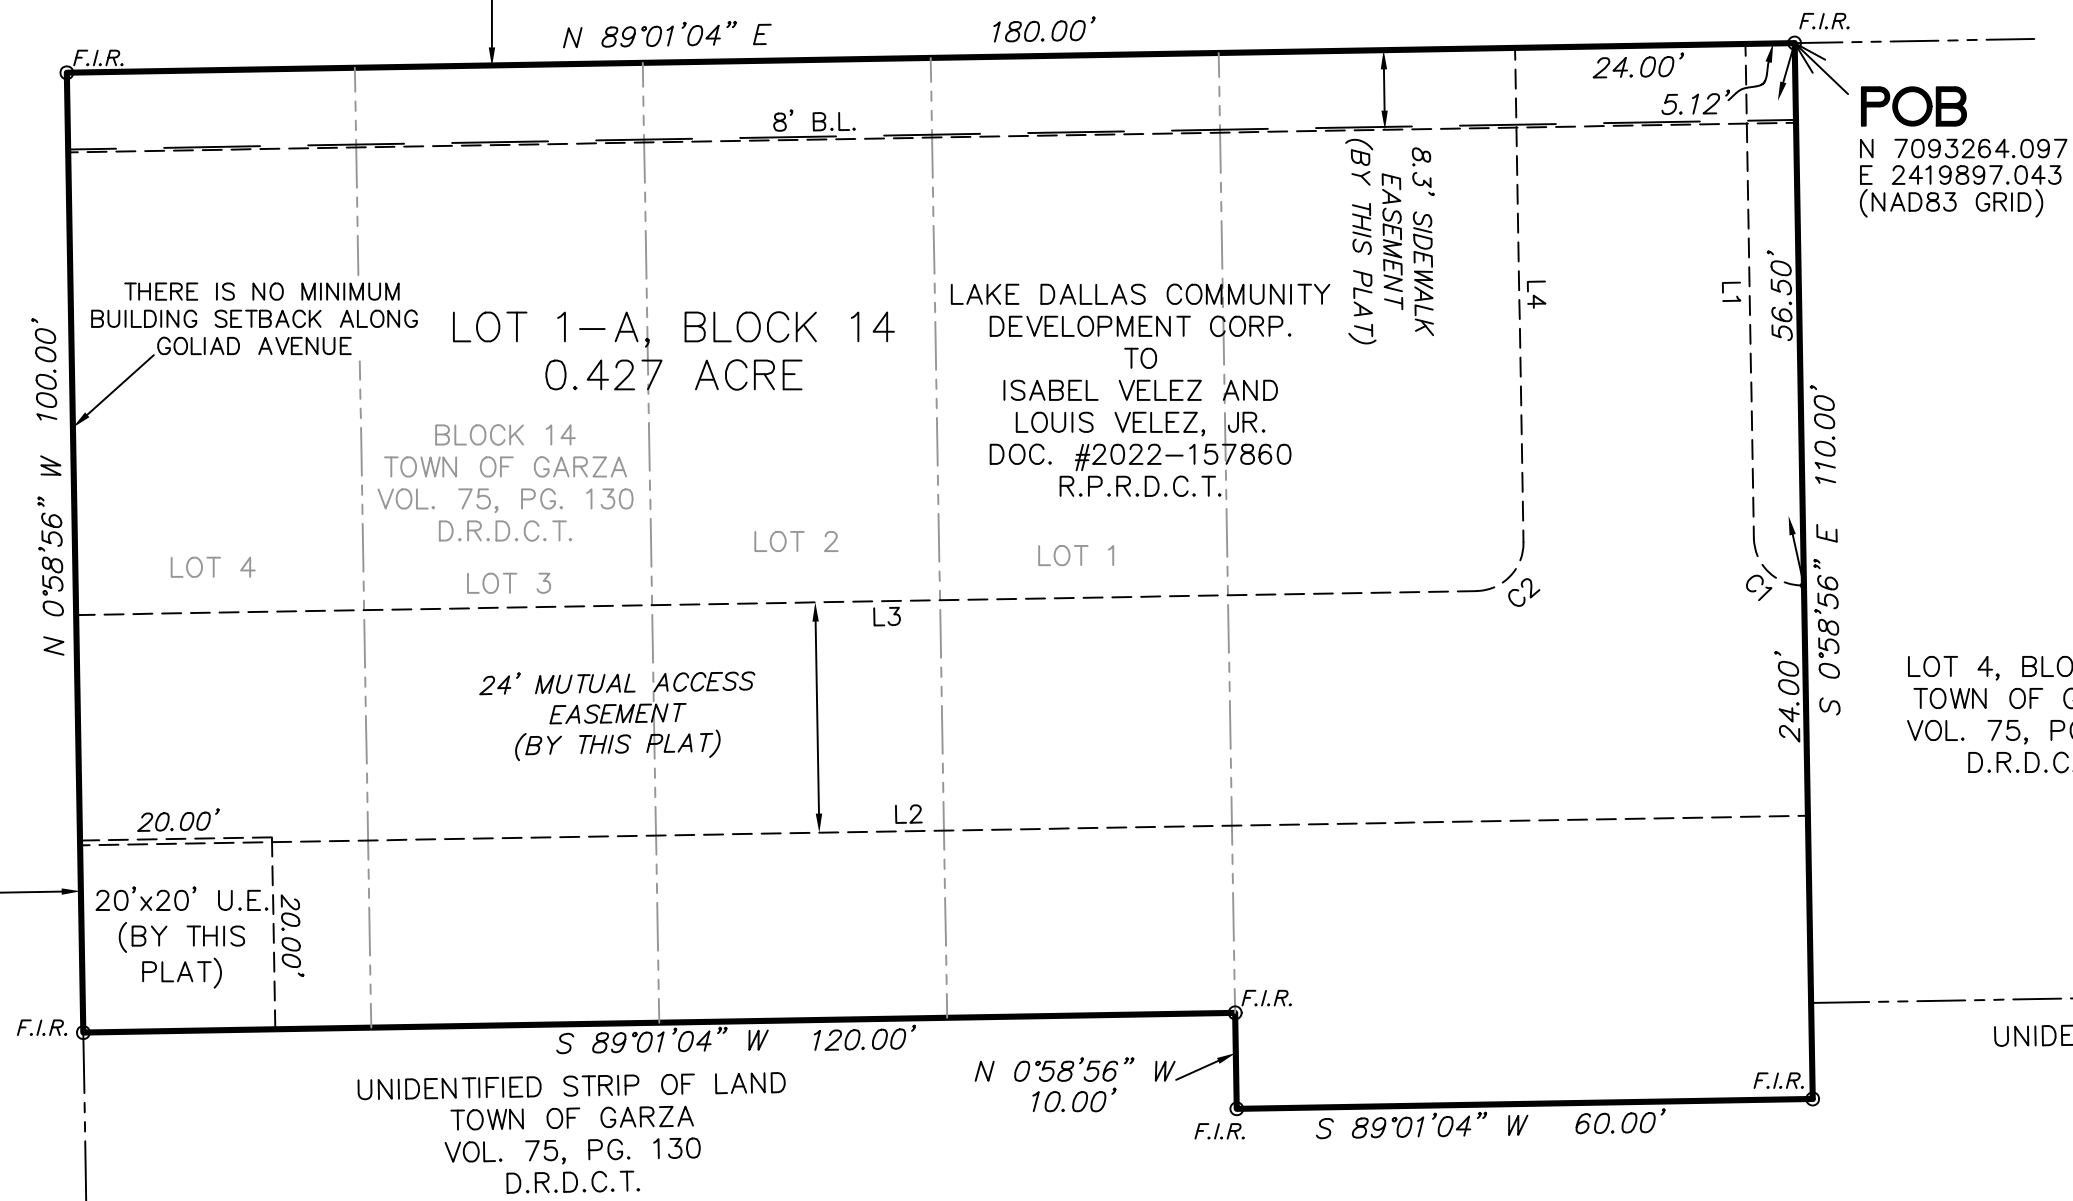 N 89°01'04" E 180.00'
F.I.R.
F.I.R.
24.00'
5.12'
8' B.L.
POB
N 7093264.097
E 2419897.043
(NAD83 GRID)
8.3' SIDEWALK
EASEMENT
(BY THIS PLAT)
L4
L1
56.50'
THERE IS NO MINIMUM
BUILDING SETBACK ALONG
GOLIAD AVENUE
LOT 1-A, BLOCK 14
0.427 ACRE
LAKE DALLAS COMMUNITY
DEVELOPMENT CORP.
TO
ISABEL VELEZ AND
LOUIS VELEZ, JR.
DOC. #2022-157860
R.P.R.D.C.T.
N 0°58'56" W 100.00'
BLOCK 14
TOWN OF GARZA
VOL. 75, PG. 130
D.R.D.C.T.
LOT 4
LOT 3
LOT 2
LOT 1
C2
C1
S 0°58'56" E 110.00'
L3
24' MUTUAL ACCESS
EASEMENT
(BY THIS PLAT)
24.00'
LOT 4, BLO
TOWN OF G
VOL. 75, PG
D.R.D.C.
L2
20.00'
20'x20' U.E.
(BY THIS
PLAT)
20.00'
F.I.R.
F.I.R.
S 89°01'04" W 120.00'
N 0°58'56" W
10.00'
F.I.R.
F.I.R.
S 89°01'04" W 60.00'
UNIDE
UNIDENTIFIED STRIP OF LAND
TOWN OF GARZA
VOL. 75, PG. 130
D.R.D.C.T.